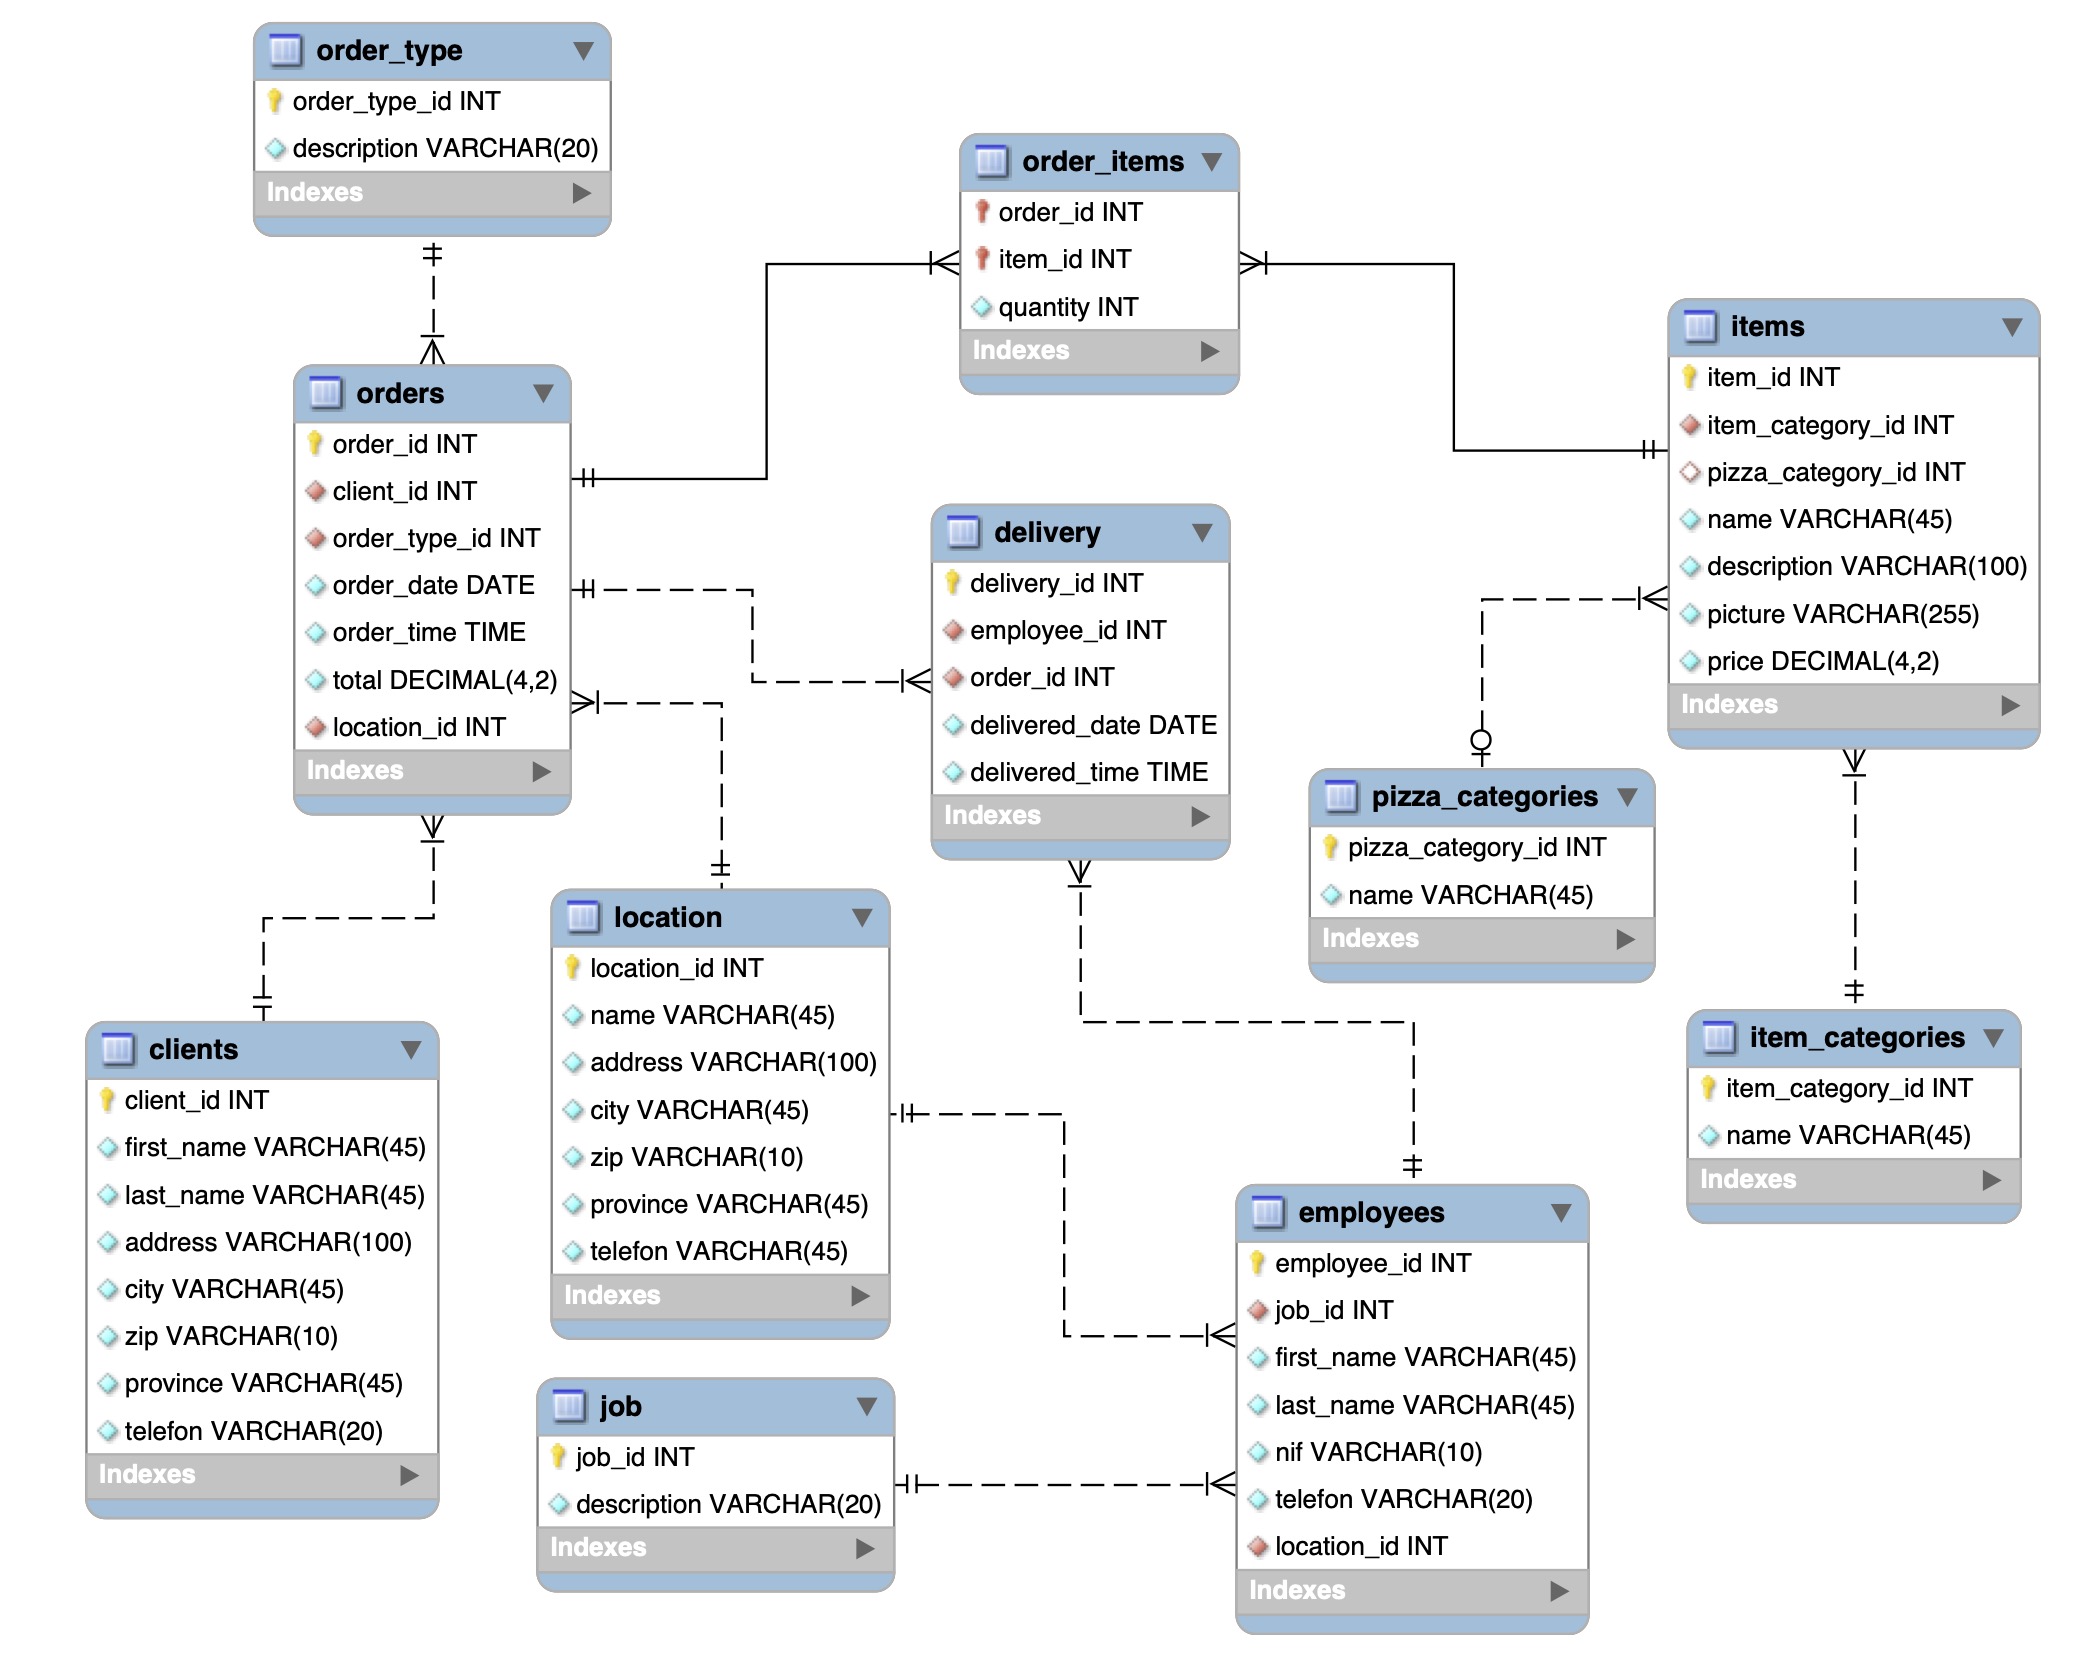 order_type
order_type_id INT
description VARCHAR(20)
Indexes
order_items
order_id INT
item_id INT
quantity INT
Indexes
items
item_id INT
item_category_id INT
pizza_category_id INT
name VARCHAR(45)
description VARCHAR(100)
picture VARCHAR(255)
price DECIMAL(4,2)
Indexes
orders
order_id INT
client_id INT
order_type_id INT
order_date DATE
order_time TIME
total DECIMAL(4,2)
location_id INT
Indexes
delivery
delivery_id INT
employee_id INT
order_id INT
delivered_date DATE
delivered_time TIME
Indexes
pizza_categories
pizza_category_id INT
name VARCHAR(45)
Indexes
location
location_id INT
name VARCHAR(45)
address VARCHAR(100)
city VARCHAR(45)
zip VARCHAR(10)
province VARCHAR(45)
telefon VARCHAR(45)
Indexes
clients
client_id INT
first_name VARCHAR(45)
last_name VARCHAR(45)
address VARCHAR(100)
city VARCHAR(45)
zip VARCHAR(10)
province VARCHAR(45)
telefon VARCHAR(20)
Indexes
item_categories
item_category_id INT
name VARCHAR(45)
Indexes
employees
employee_id INT
job_id INT
first_name VARCHAR(45)
last_name VARCHAR(45)
nif VARCHAR(10)
telefon VARCHAR(20)
location_id INT
Indexes
job
job_id INT
description VARCHAR(20)
Indexes